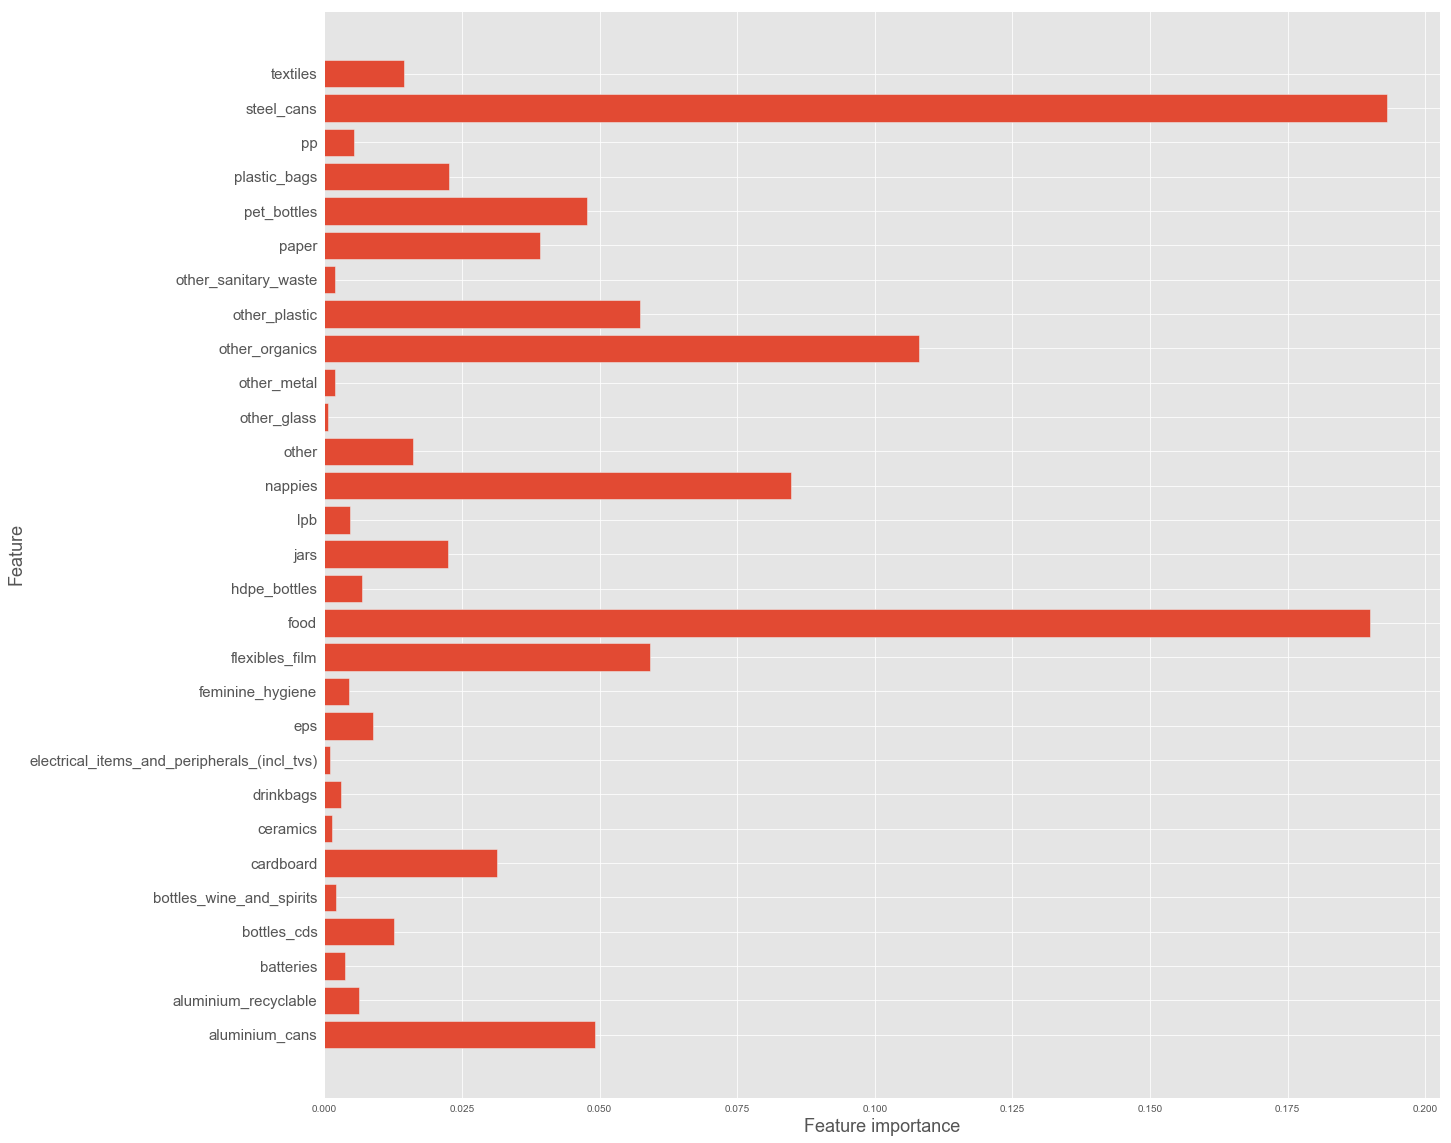 textiles
steel_cans
pp
plastic_bags
pet_bottles
paper
other_sanitary_waste
other_plastic
other_organics
other_metal
other_glass
other
nappies
lpb
jars
hdpe_bottles
food
flexibles_film
feminine_hygiene
eps
electrical_items_and_peripherals_(incl_tvs)
drinkbags
ceramics
cardboard
bottles_wine_and_spirits
bottles_cds
batteries
aluminium_recyclable
aluminium_cans
Feature
0.000 0.025 0.050 0.075 0.100 0.125 0.150 0.175 0.200
Feature importance